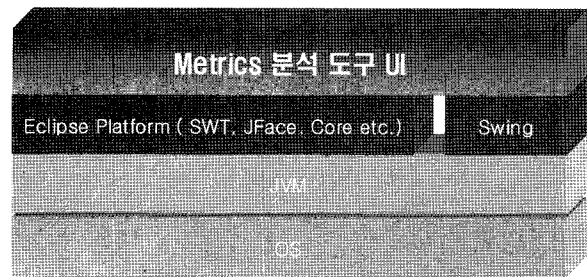 Metrics 분석 도구 UI
Eclipse Platform ( SWT, JFace, Core etc.) Swing
JVM
OS